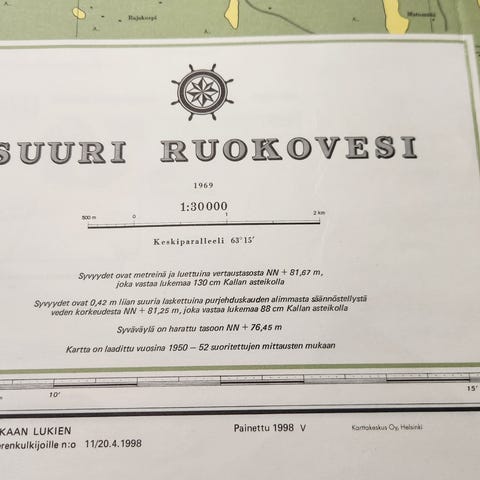 Rajakorpi
SUURI RUOKOVESI
1969
1:30000
500 m 0 1 2 km
Keskiparalleeli 63°15′
Syvyydet ovat metreinä ja luettuina vertaustasosta NN + 81,67 m,
joka vastaa lukemaa 130 cm Kallan asteikolla
Syvyydet ovat 0,42 m liian suuria laskettuina purjehduskauden alimmasta säännöstellystä
veden korkeudesta NN + 81,25 m, joka vastaa lukemaa 88 cm Kallan asteikolla
Syväväylä on harattu tasoon NN + 76,45 m
Kartta on laadittu vuosina 1950 – 52 suoritettujen mittausten mukaan
10′ 15′
KAAN LUKIEN
erenkulkijoille n:o 11/20.4.1998
Painettu 1998 V
Karttakeskus Oy, Helsinki